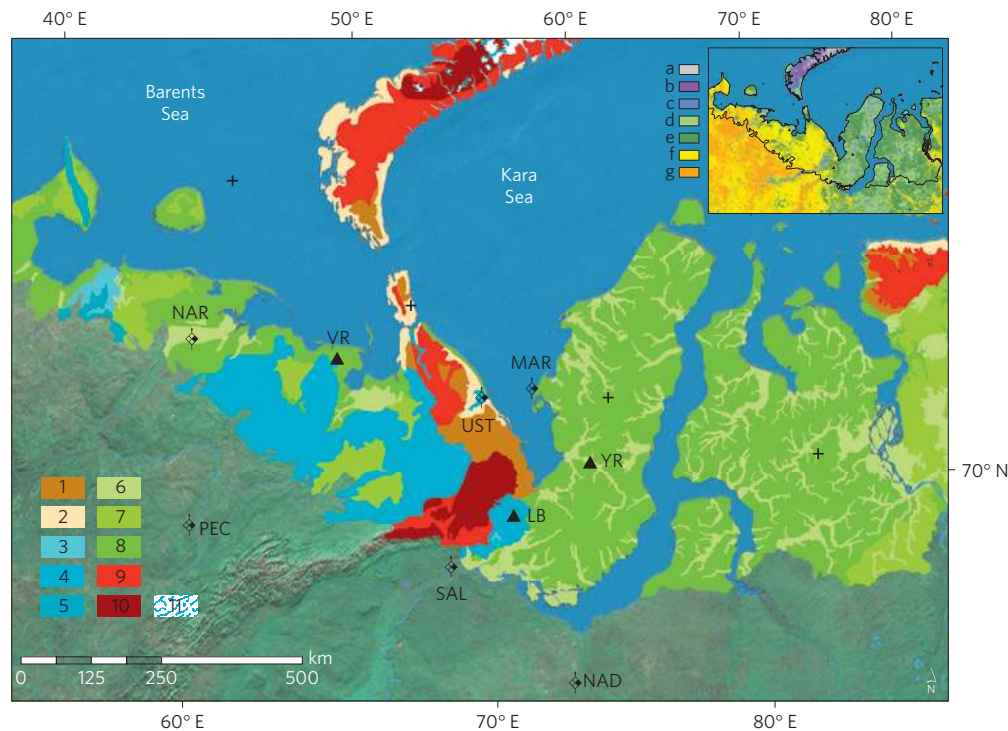 40° E 50° E 60° E 70° E 80° E
Barents
Sea
Kara
Sea
a
b
c
d
e
f
g
NAR
VR
MAR
UST
YR
70° N
LB
PEC
SAL
NAD
1 6
2 7
3 8
4 9
5 10 11
km
0 125 250 500
N
60° E 70° E 80° E